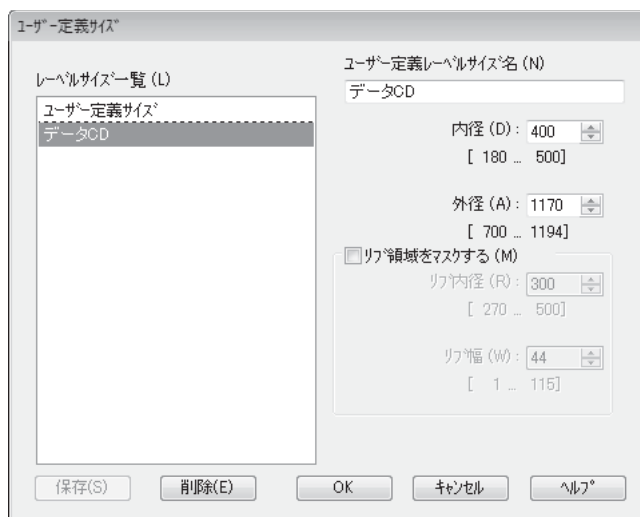 ユーザー定義サイズ
レーベルサイズ一覧 (L)
ユーザー定義サイズ
データCD
ユーザー定義レーベルサイズ名 (N)
データCD
内径 (D) : 400
[ 180 ... 500]
外径 (A) : 1170
[ 700 ... 1194]
リブ領域をマスクする (M)
リブ内径 (R) : 300
[ 270 ... 500]
リブ幅 (W) : 44
[ 1 ... 115]
保存(S) 削除(E) OK キャンセル ヘルプ